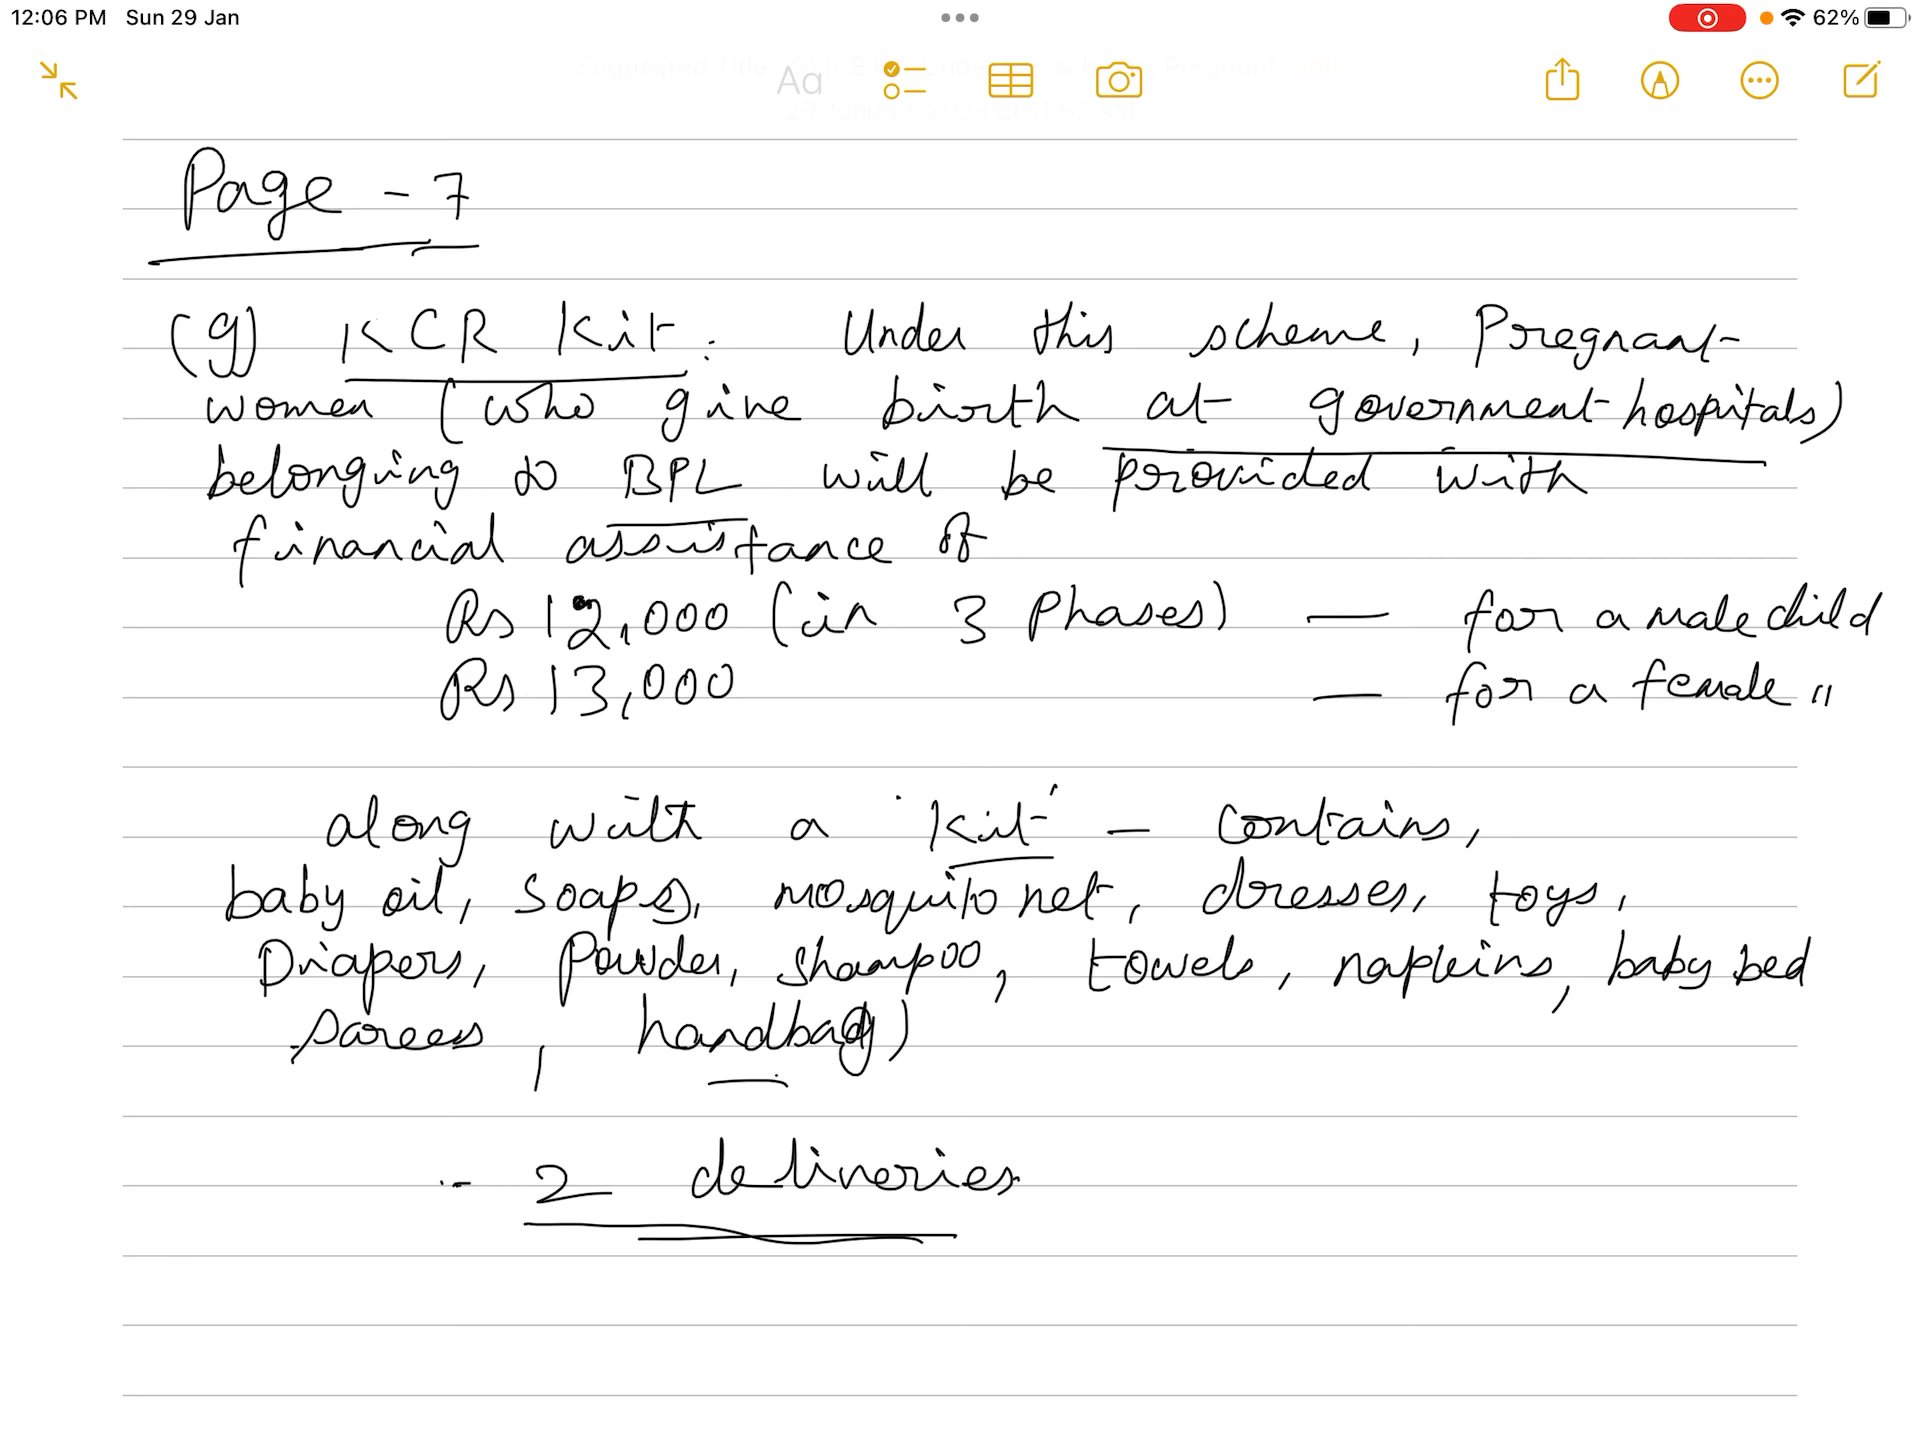 12:06 PM Sun 29 Jan
62%
Aa
Page - 7
(g) KCR Kit: Under this scheme, Pregnant
women (who give birth at government hospitals)
belonging to BPL will be provided with
financial assistance of
Rs 12,000 (in 3 Phases) — for a male child
Rs 13,000 — for a female "
along with a 'Kit' - contains,
baby oil, soaps, mosquito net, dresses, toys,
Diapers, Powder, shampoo, towels, napkins, baby bed
sarees, handbag)
- 2 deliveries